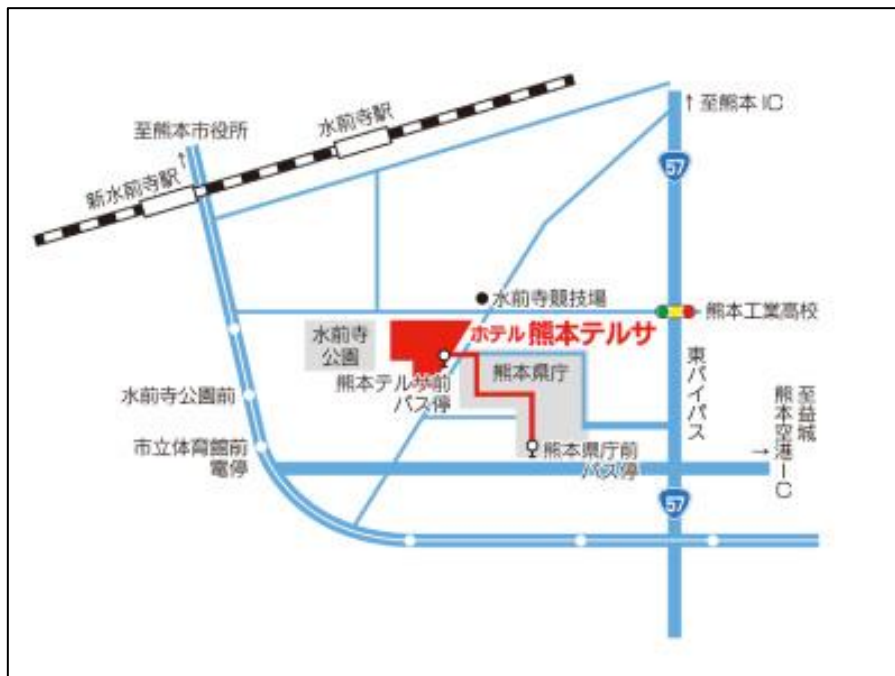 至熊本市役所
↑
水前寺駅
新水前寺駅
↑至熊本IC
57
水前寺競技場
熊本工業高校
水前寺
公園
ホテル 熊本テルサ
熊本テルサ前
バス停
熊本県庁
東バイパス
水前寺公園前
市立体育館前
電停
熊本県庁前
バス停
→
至益城
熊本空港IC
57